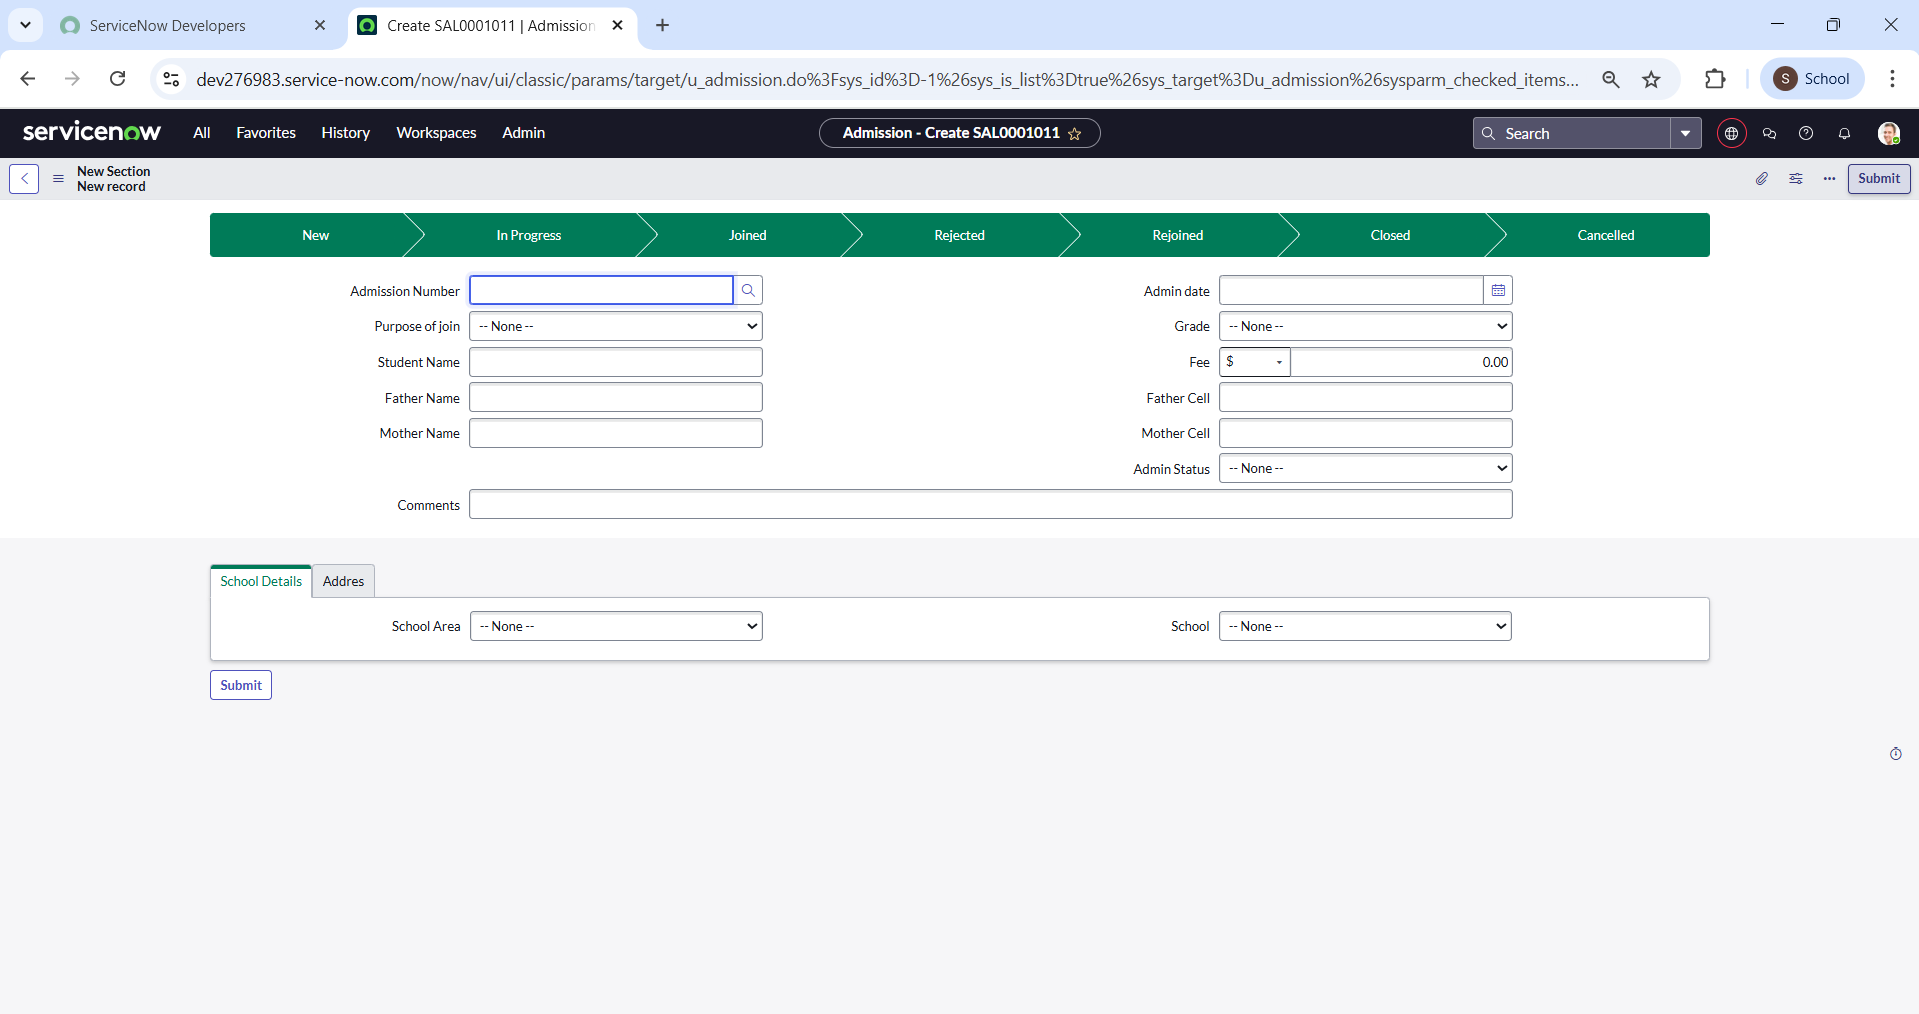 ServiceNow Developers
Create SAL0001011 | Admission
dev276983.service-now.com/now/nav/ui/classic/params/target/u_admission.do%3Fsys_id%3D-1%26sys_is_list%3Dtrue%26sys_target%3Du_admission%26sysparm_checked_items...
S School
servicenow All Favorites History Workspaces Admin
Admission - Create SAL0001011
Search
New Section
New record
Submit
New In Progress Joined Rejected Rejoined Closed Cancelled
Admission Number
Admin date
Purpose of join -- None --
Grade -- None --
Student Name
Fee $ 0.00
Father Name
Father Cell
Mother Name
Mother Cell
Admin Status -- None --
Comments
School Details Addres
School Area -- None --
School -- None --
Submit